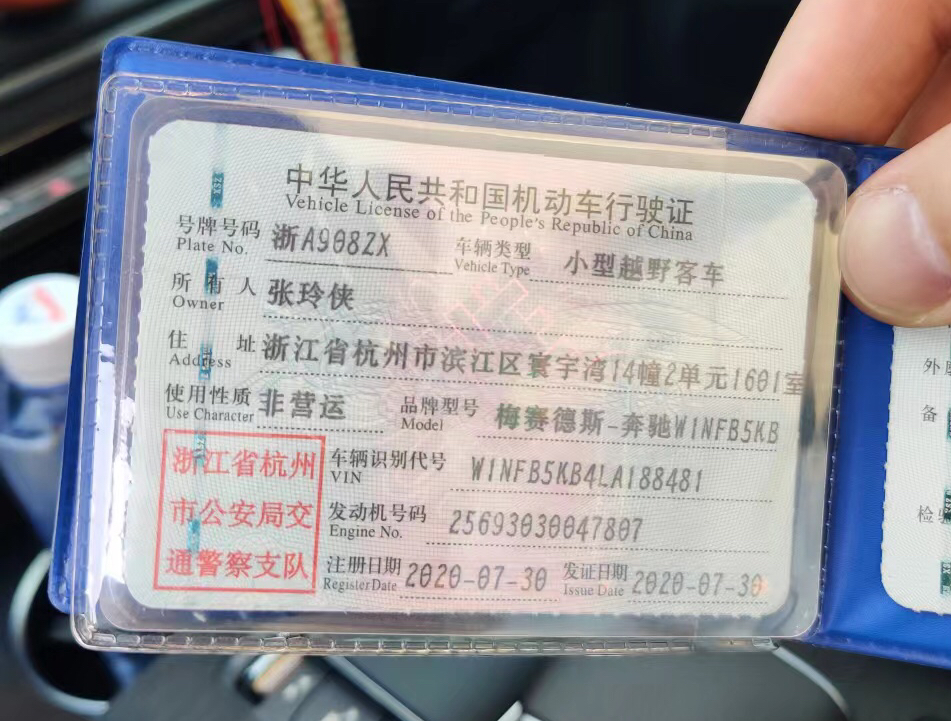 中华人民共和国机动车行驶证
Vehicle License of the People's Republic of China
号牌号码 浙A908ZX 车辆类型 小型越野客车
Plate No. Vehicle Type
所有人 张玲侠
Owner
住址 浙江省杭州市滨江区寰宇湾14幢2单元1601室
Address
使用性质 非营运 品牌型号 梅赛德斯-奔驰W1NFB5KB
Use Character Model
浙江省杭州
市公安局交
通警察支队
车辆识别代号 W1NFB5KB4LA188481
VIN
发动机号码 25693030047807
Engine No.
注册日期 2020-07-30 发证日期 2020-07-30
Register Date Issue Date
外
备
检